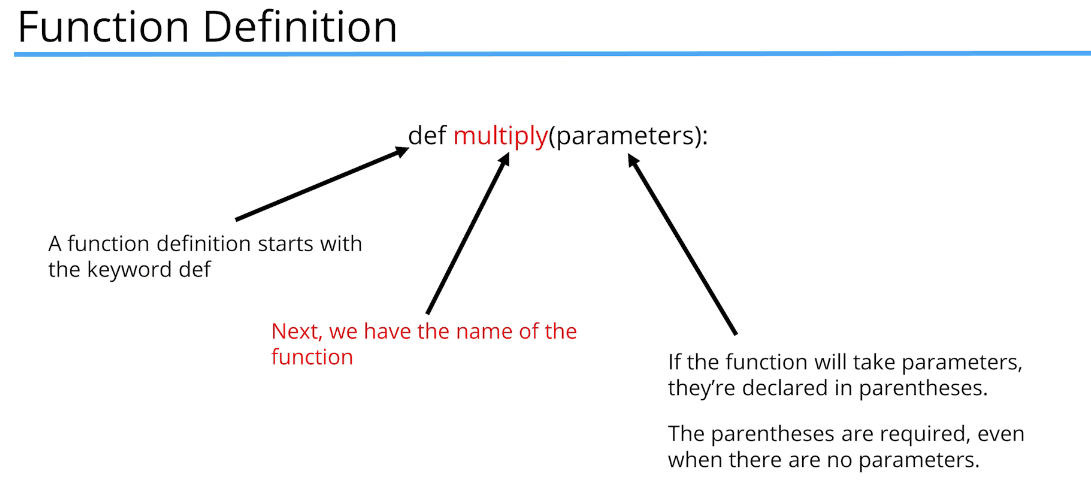 Function Definition
def multiply(parameters):
A function definition starts with
the keyword def
Next, we have the name of the
function
If the function will take parameters,
they’re declared in parentheses.
The parentheses are required, even
when there are no parameters.